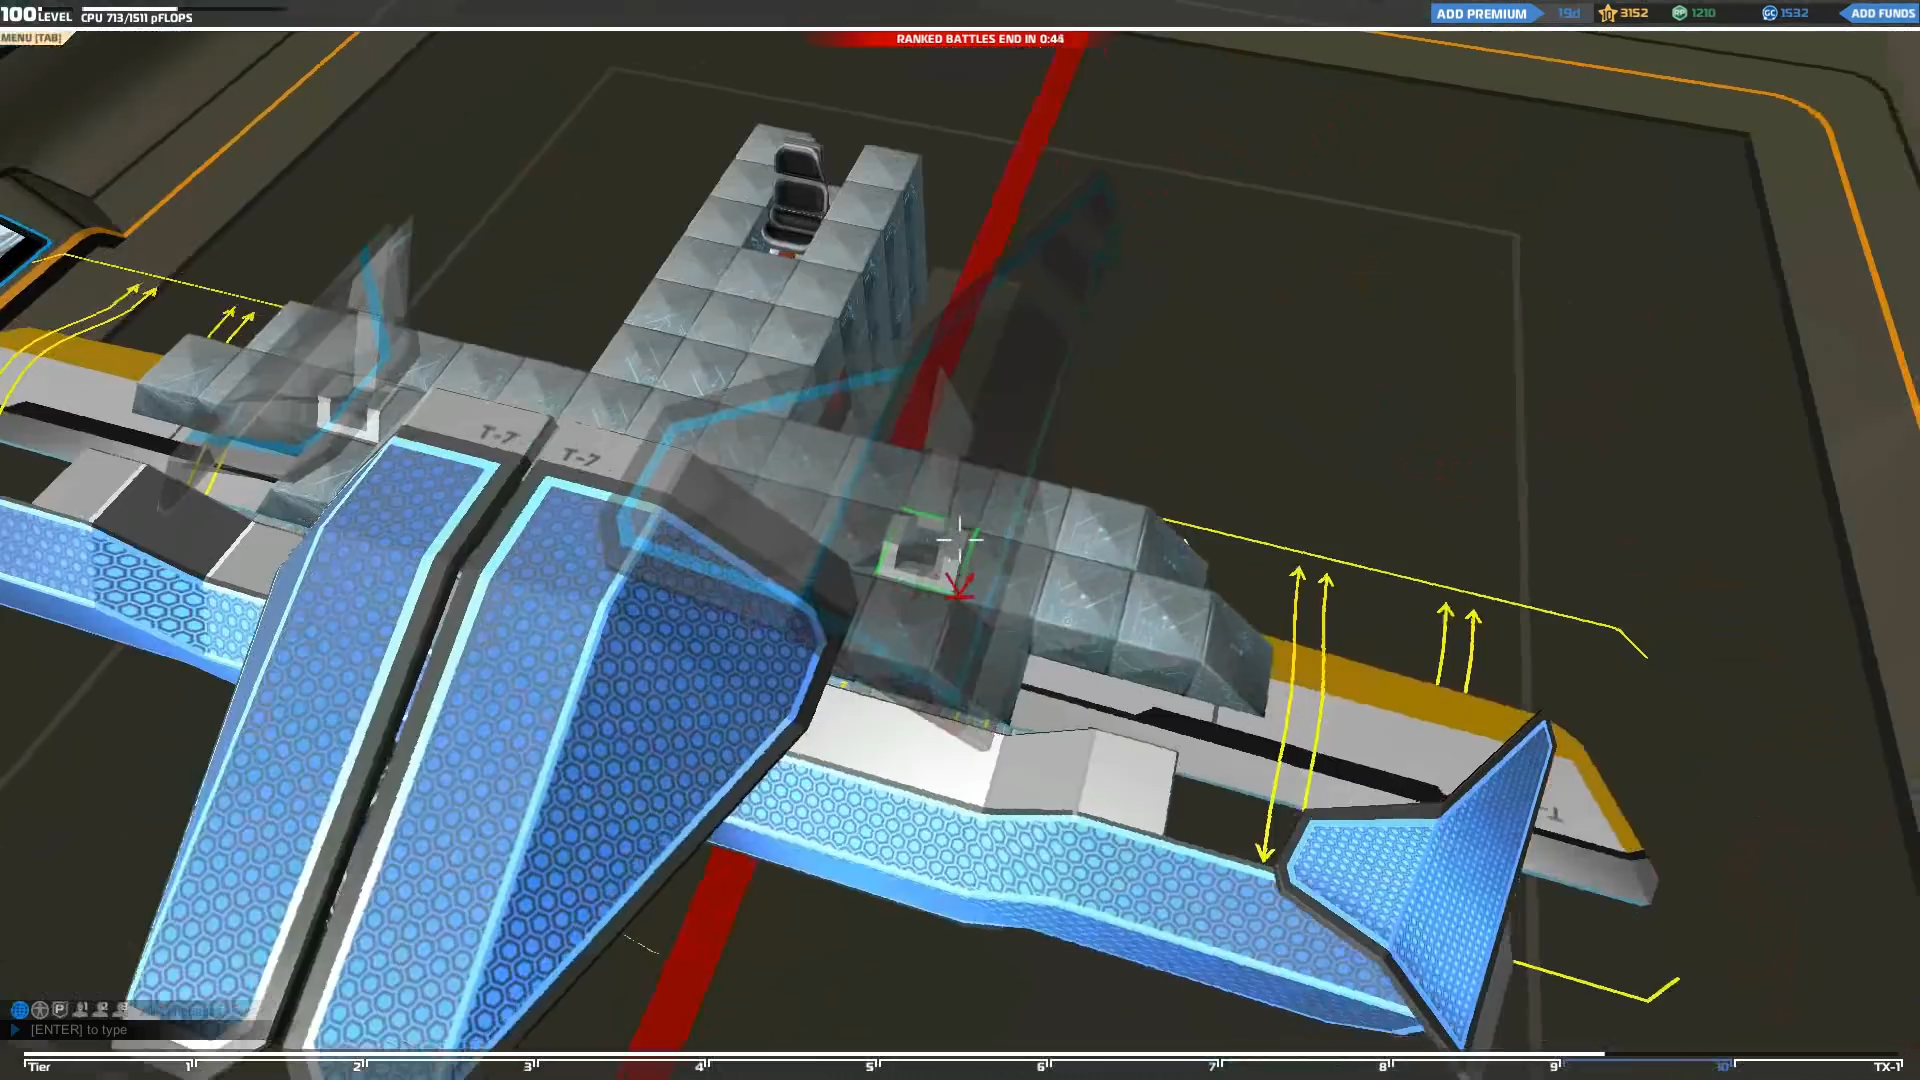 100 LEVEL CPU 713/1511 pFLOPS
ADD PREMIUM 19d 3152 RP 1210 GC 1532 ADD FUNDS
MENU [TAB]
RANKED BATTLES END IN 0:44
T-7
T-7
[ENTER] to type
Tier 1 2 3 4 5 6 7 8 9 10 TX-1